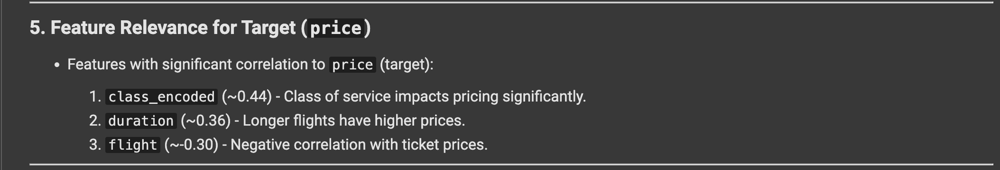 5. Feature Relevance for Target (price)
• Features with significant correlation to price (target):
1. class_encoded (~0.44) - Class of service impacts pricing significantly.
2. duration (~0.36) - Longer flights have higher prices.
3. flight (~-0.30) - Negative correlation with ticket prices.